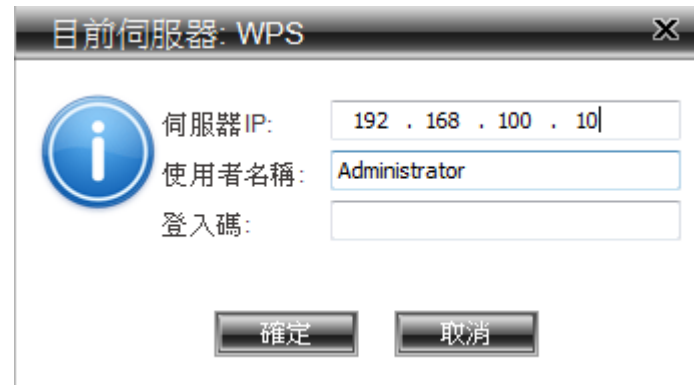 目前伺服器: WPS
伺服器IP: 192 . 168 . 100 . 10
使用者名稱: Administrator
登入碼:
確定 取消